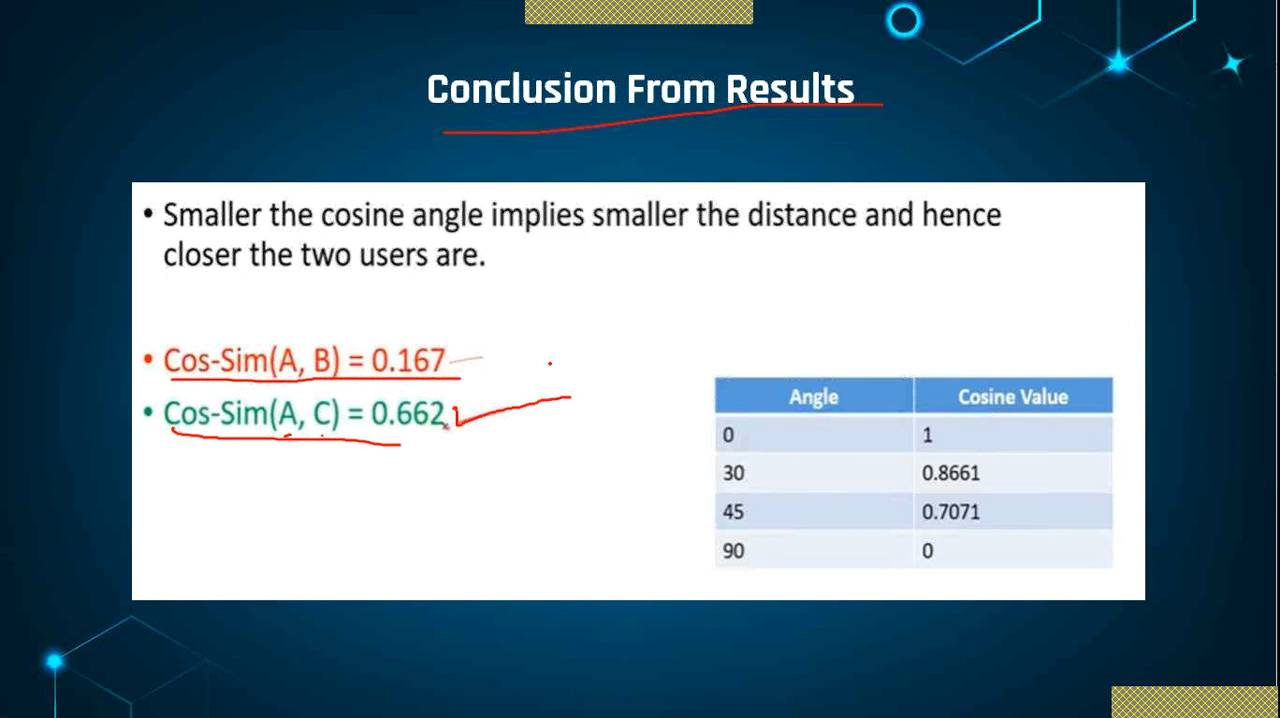 Conclusion From Results
• Smaller the cosine angle implies smaller the distance and hence
closer the two users are.
• Cos-Sim(A, B) = 0.167
• Cos-Sim(A, C) = 0.662
Angle Cosine Value
0 1
30 0.8661
45 0.7071
90 0